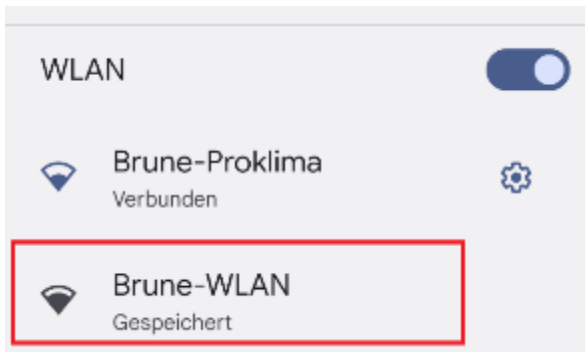 WLAN
Brune-Proklima
Verbunden
Brune-WLAN
Gespeichert